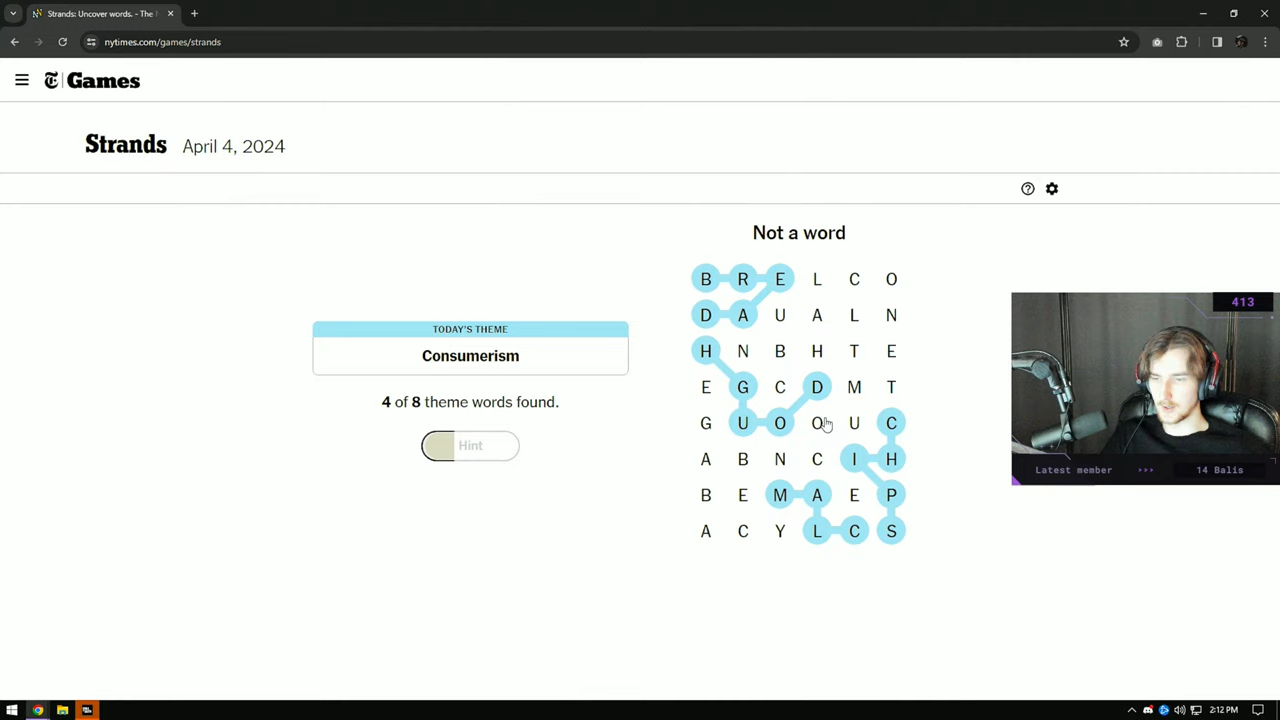 Strands: Uncover words. - The
nytimes.com/games/strands
Games
Strands April 4, 2024
Not a word
B R E L C O
D A U A L N
H N B H T E
E G C D M T
G U O O U C
A B N C I H
B E M A E P
A C Y L C S
TODAY'S THEME
Consumerism
4 of 8 theme words found.
Hint
413
Latest member >>> 14 Balis
2:12 PM